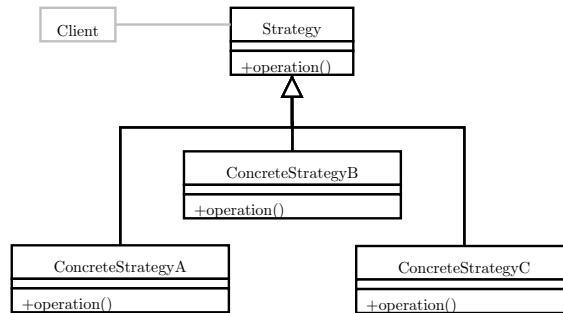 Client
Strategy
+operation()
ConcreteStrategyB
+operation()
ConcreteStrategyA
+operation()
ConcreteStrategyC
+operation()